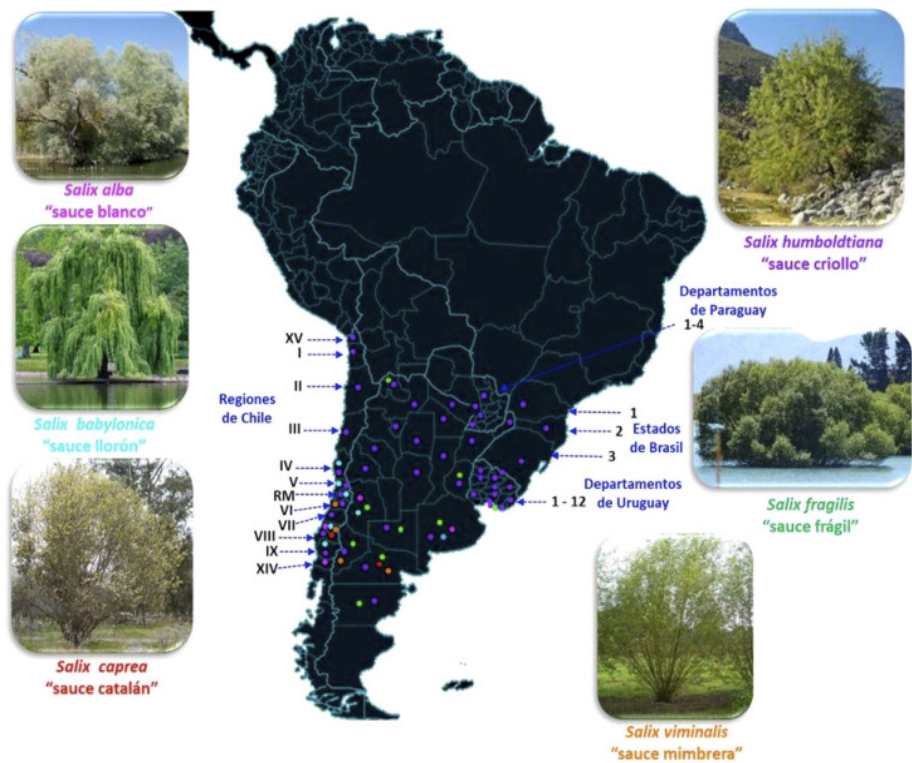 Salix alba
“sauce blanco”
Salix babylonica
“sauce llorón”
Salix caprea
“sauce catalán”
Regiones
de Chile
XV
I
II
III
IV
V
RM
VI
VII
VIII
IX
XIV
Departamentos
de Paraguay
1-4
1
2
3
Estados
de Brasil
Departamentos
de Uruguay
1 - 12
Salix humboldtiana
“sauce criollo”
Salix fragilis
“sauce frágil”
Salix viminalis
“sauce mimbrera”